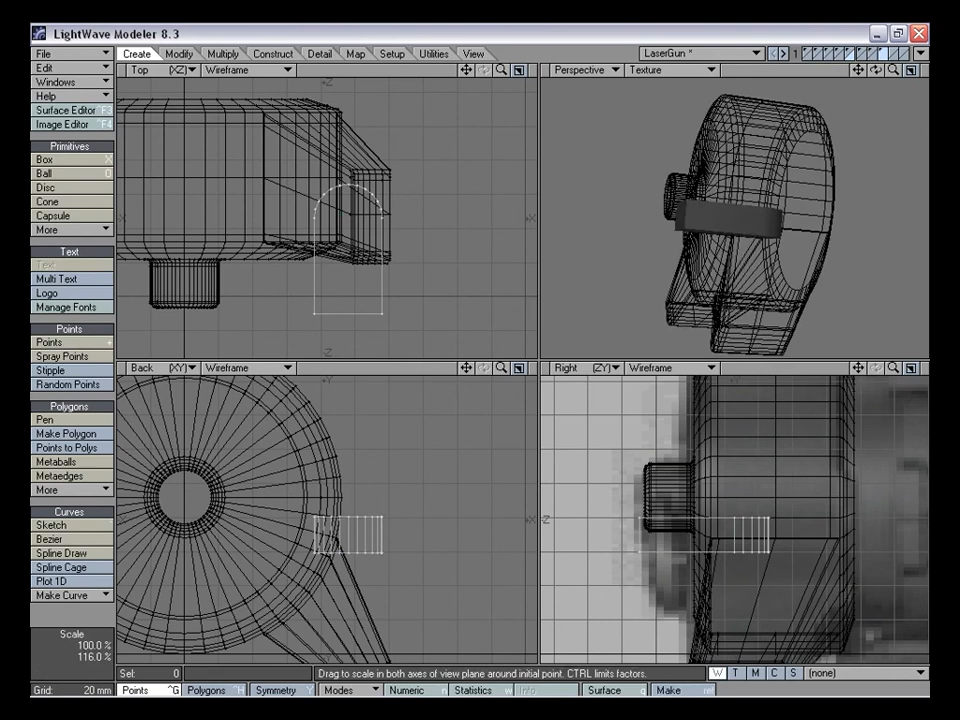 LightWave Modeler 8.3
File
Edit
Windows
Help
Surface Editor F3
Image Editor ^F4
Primitives
Box X
Ball O
Disc
Cone
Capsule
More
Text
Text
Multi Text
Logo
Manage Fonts
Points
Points +
Spray Points
Stipple
Random Points
Polygons
Pen
Make Polygon
Points to Polys
Metaballs
Metaedges
More
Curves
Sketch
Bezier
Spline Draw
Spline Cage
Plot 1D
Make Curve
Scale
100.0 %
116.0 %
Grid: 20 mm
Create Modify Multiply Construct Detail Map Setup Utilities View
LaserGun * 1
Top (XZ) Wireframe
Perspective Texture
Z
X
X
Z
Back (XY) Wireframe
Right (ZY) Wireframe
Y
X
Z
Sel: 0
Drag to scale in both axes of view plane around initial point. CTRL limits factors.
W T M C S (none)
Points ^G Polygons ^H Symmetry Y Modes Numeric n Statistics w Info i Surface q Make ret